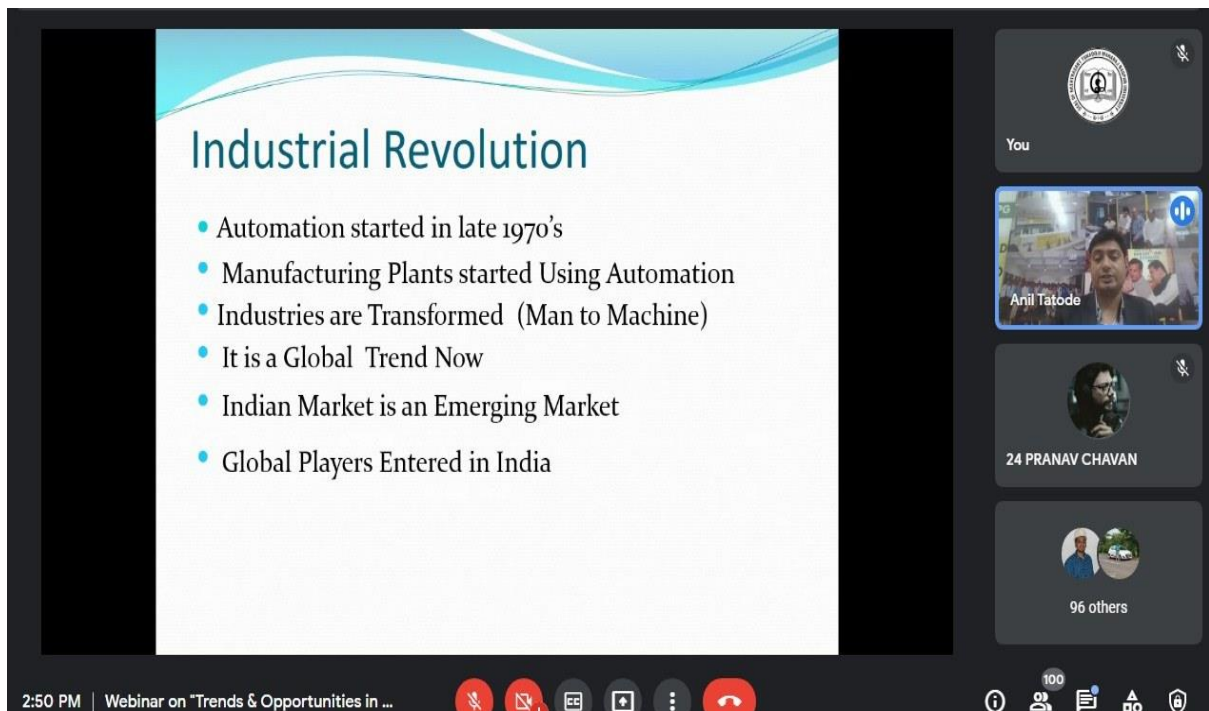 Industrial Revolution
• Automation started in late 1970's
• Manufacturing Plants started Using Automation
• Industries are Transformed (Man to Machine)
• It is a Global Trend Now
• Indian Market is an Emerging Market
• Global Players Entered in India
You
PG
Anil Tatode
24 PRANAV CHAVAN
96 others
2:50 PM | Webinar on "Trends & Opportunities in ...
CC
100